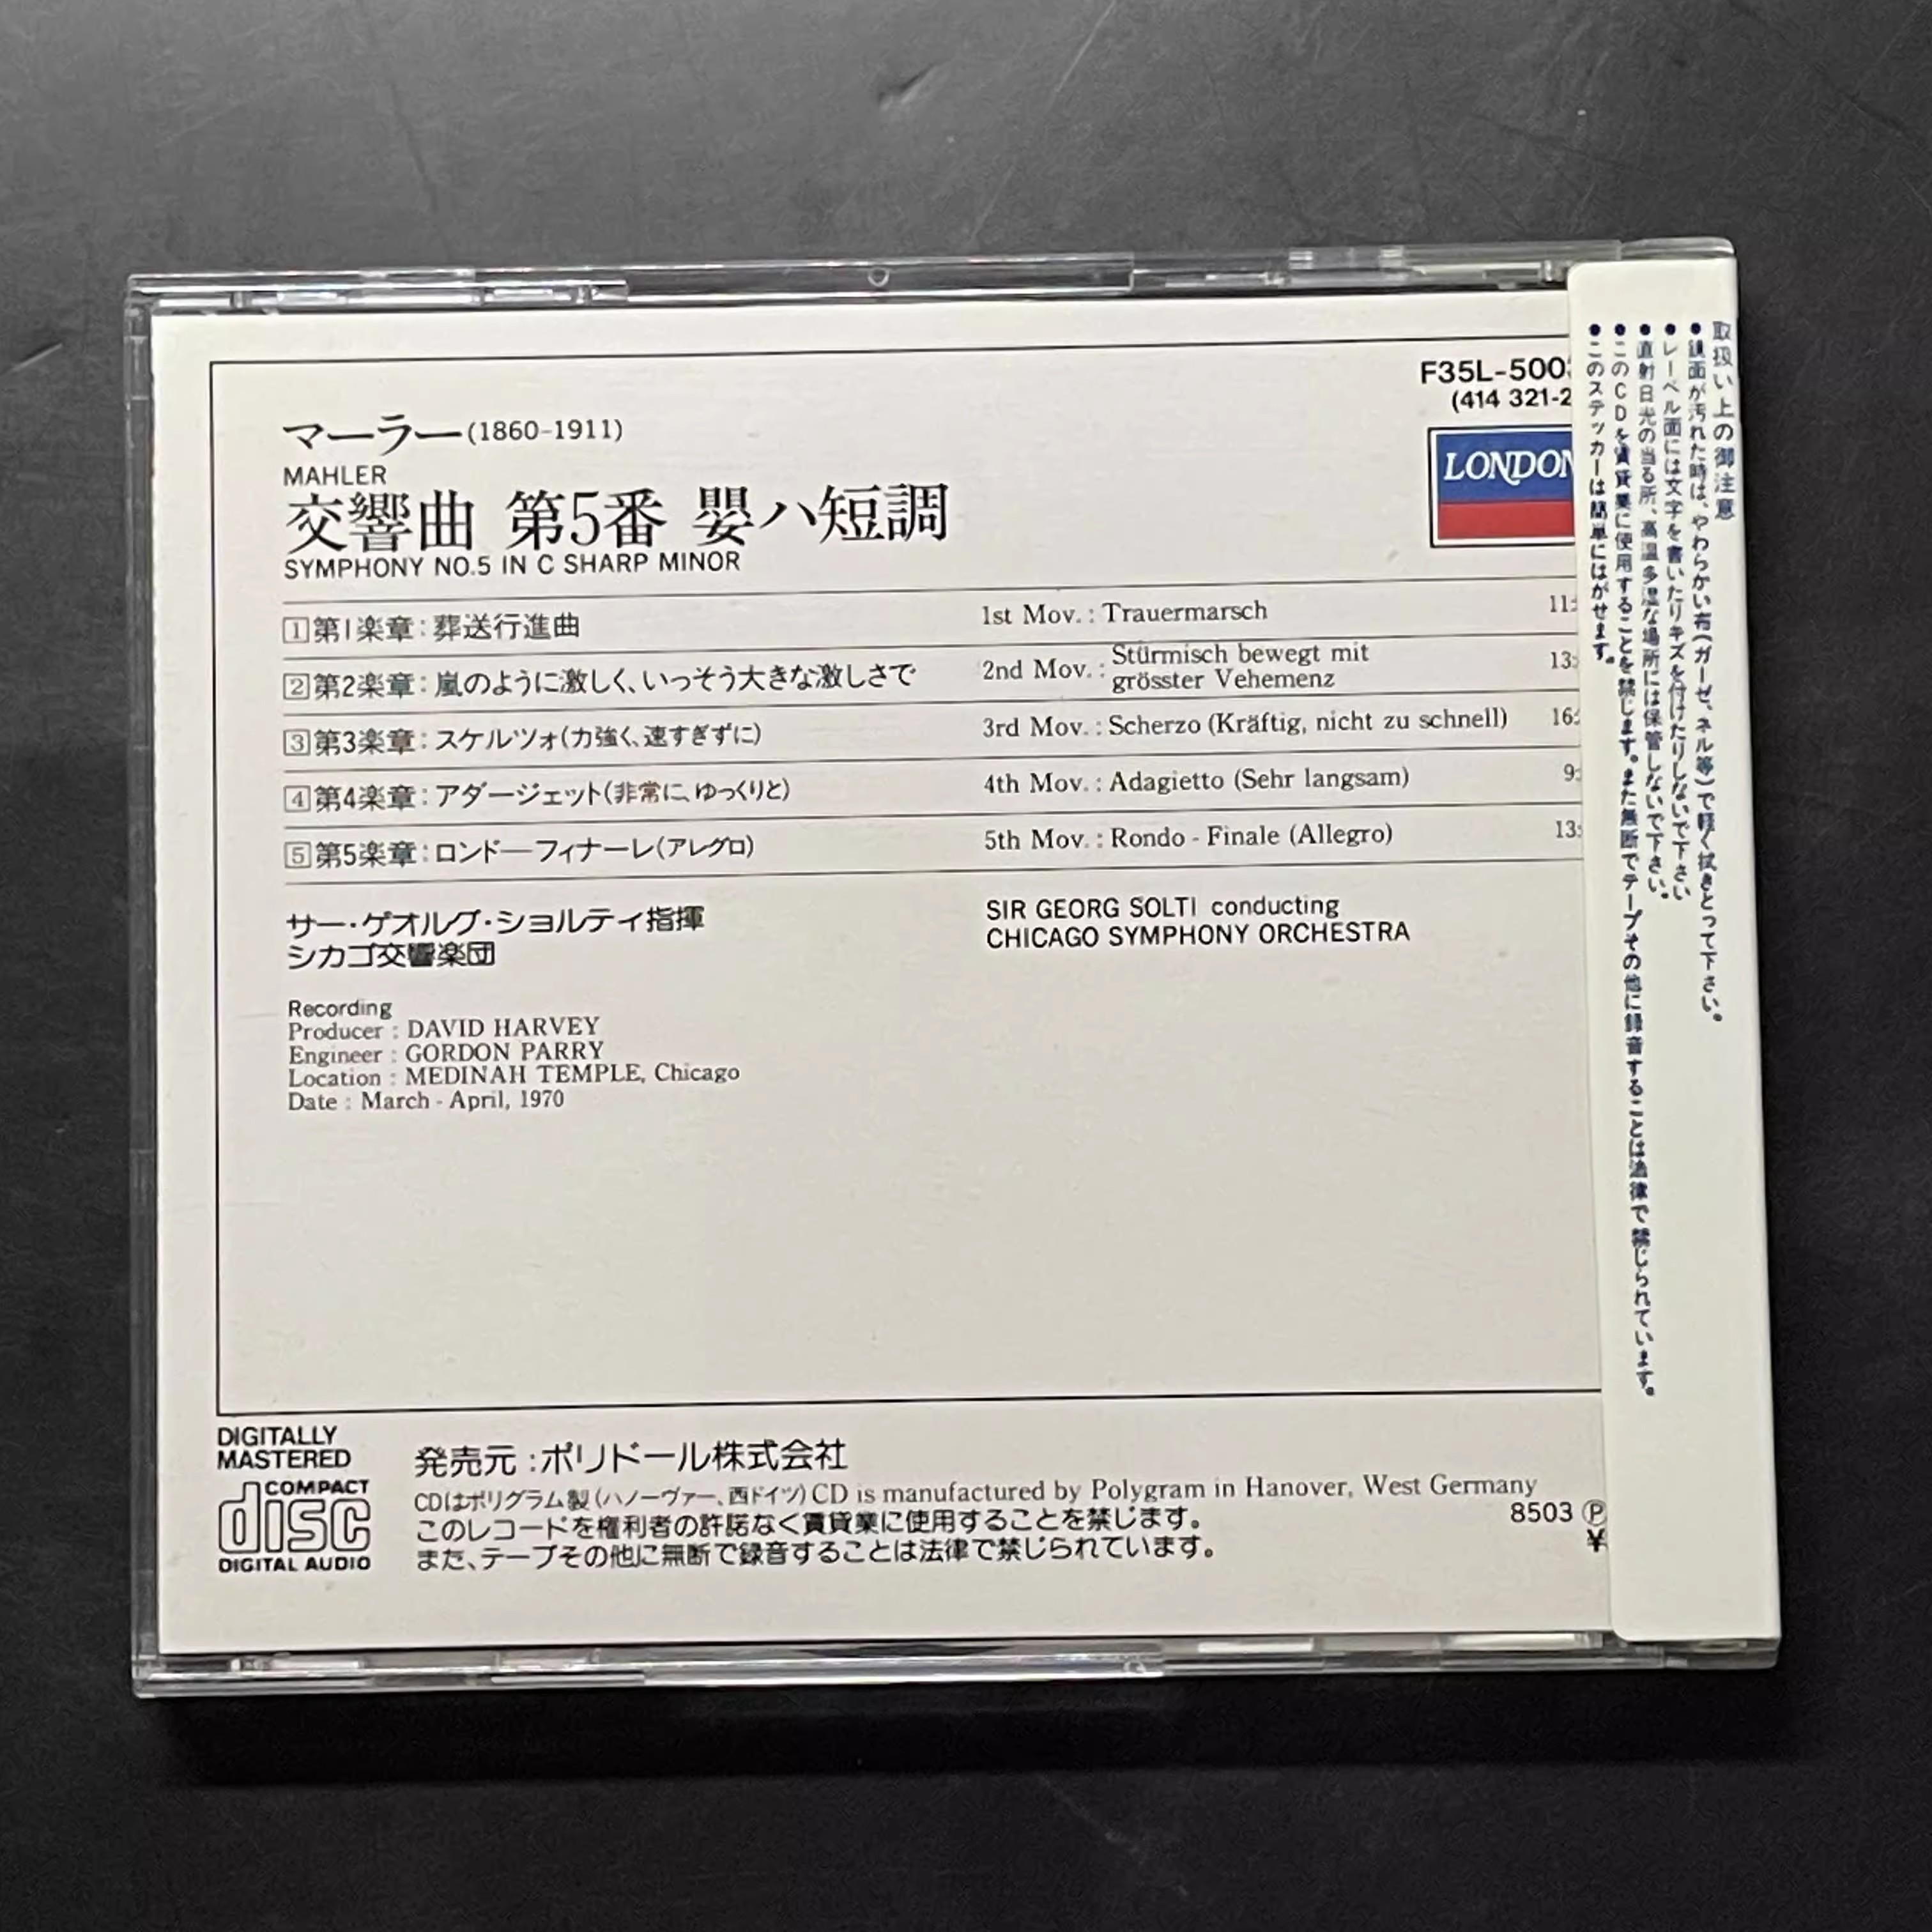 F35L-500
(414 321-2
LONDON
マーラー(1860-1911)
MAHLER
交響曲 第5番 嬰ハ短調
SYMPHONY NO.5 IN C SHARP MINOR
1 第1楽章:葬送行進曲 1st Mov.: Trauermarsch 11:
2 第2楽章:嵐のように激しく、いっそう大きな激しさで 2nd Mov.: Stürmisch bewegt mit
grösster Vehemenz 13:
3 第3楽章:スケルツォ(力強く、速すぎずに) 3rd Mov.: Scherzo (Kräftig, nicht zu schnell) 16:
4 第4楽章:アダージェット(非常に、ゆっくりと) 4th Mov.: Adagietto (Sehr langsam) 9:
5 第5楽章:ロンド―フィナーレ(アレグロ) 5th Mov.: Rondo - Finale (Allegro) 13:
サー・ゲオルグ・ショルティ指揮
シカゴ交響楽団
SIR GEORG SOLTI conducting
CHICAGO SYMPHONY ORCHESTRA
Recording
Producer : DAVID HARVEY
Engineer : GORDON PARRY
Location : MEDINAH TEMPLE, Chicago
Date : March - April, 1970
DIGITALLY
MASTERED
COMPACT
disc
DIGITAL AUDIO
発売元:ポリドール株式会社
CDはポリグラム製(ハノーヴァー、西ドイツ) CD is manufactured by Polygram in Hanover, West Germany
このレコードを権利者の許諾なく賃貸業に使用することを禁じます。
また、テープその他に無断で録音することは法律で禁じられています。
8503 Ⓟ
¥
取扱い上の御注意
●鏡面が汚れた時は、やわらかい布(ガーゼ、ネル等)で軽く拭きとって下さい。
●レーベル面には文字を書いたりキズを付けたりしないで下さい。
●直射日光の当る所、高温多湿な場所には保管しないで下さい。
●このCDを賃貸業に使用することを禁じます。また無断でテープその他に録音することは法律で禁じられています。
●このステッカーは簡単にはがせます。